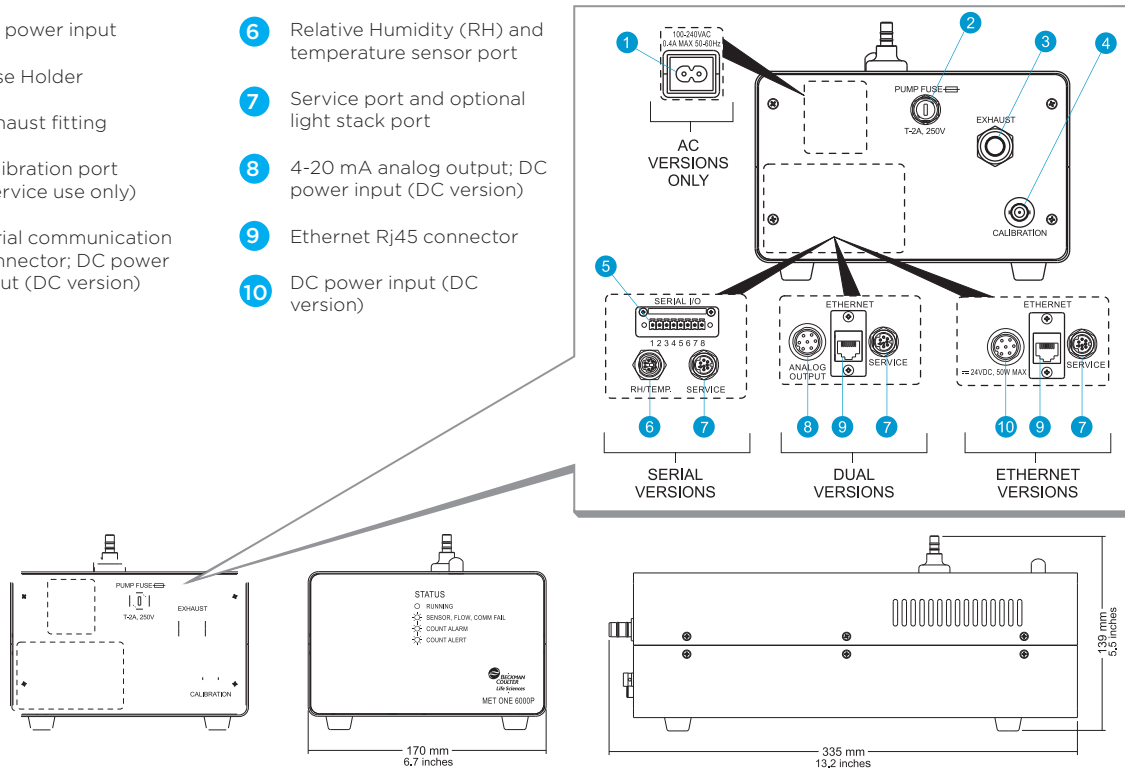 power input
se Holder
haust fitting
libration port
ervice use only)
rial communication
nnector; DC power
ut (DC version)
6 Relative Humidity (RH) and
temperature sensor port
7 Service port and optional
light stack port
8 4-20 mA analog output; DC
power input (DC version)
9 Ethernet Rj45 connector
10 DC power input (DC
version)
100-240VAC
0.4A MAX 50-60Hz
1
AC
VERSIONS
ONLY
2
3
4
PUMP FUSE
T-2A, 250V
EXHAUST
CALIBRATION
5
SERIAL I/O
1 2 3 4 5 6 7 8
RH/TEMP.
SERVICE
6
7
SERIAL
VERSIONS
ETHERNET
ANALOG
OUTPUT
SERVICE
8
9
7
DUAL
VERSIONS
ETHERNET
24VDC, 50W MAX
SERVICE
10
9
7
ETHERNET
VERSIONS
PUMP FUSE
T-2A, 250V
EXHAUST
CALIBRATION
STATUS
RUNNING
SENSOR, FLOW, COMM FAIL
COUNT ALARM
COUNT ALERT
BECKMAN
COULTER
Life Sciences
MET ONE 6000P
170 mm
6.7 inches
139 mm
5.5 inches
335 mm
13.2 inches